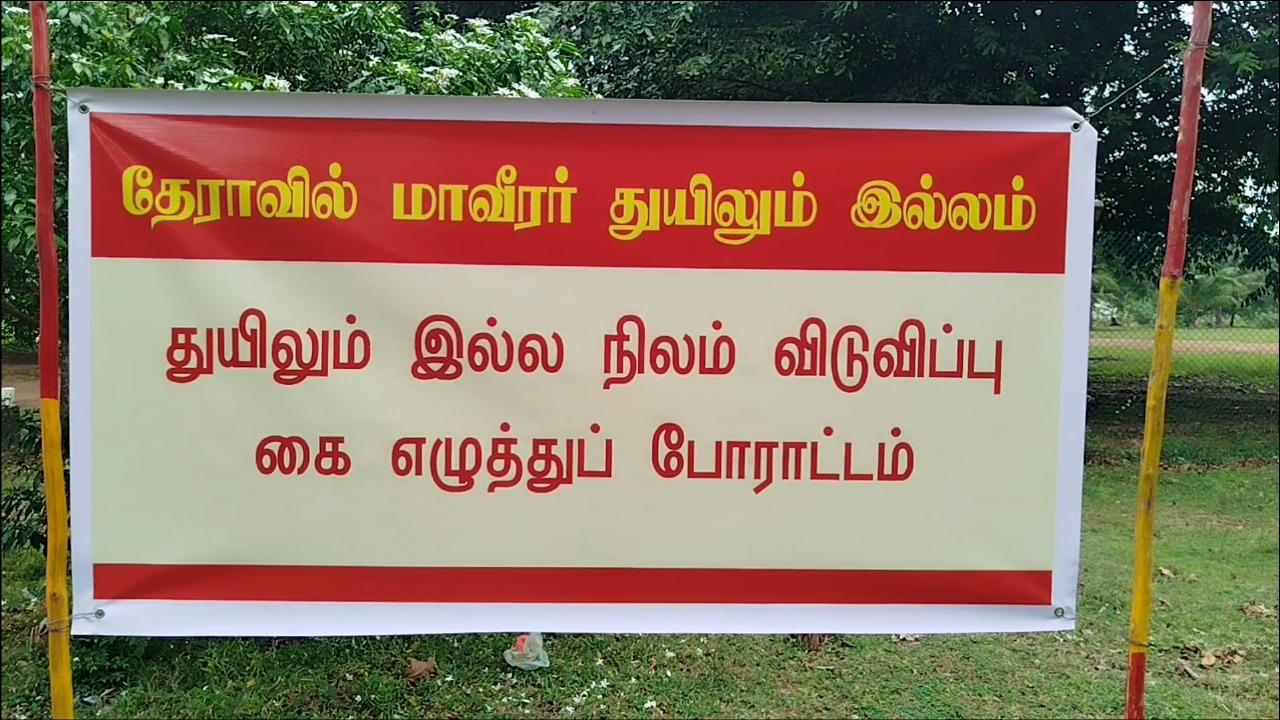 தேராவில் மாவீரர் துயிலும் இல்லம்
துயிலும் இல்ல நிலம் விடுவிப்பு
கை எழுத்துப் போராட்டம்